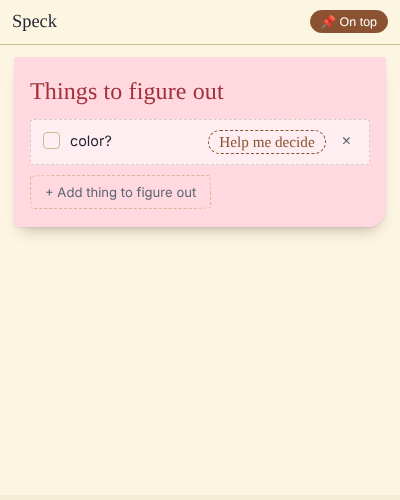 Speck
📌 On top
Things to figure out
color?
Help me decide
×
+ Add thing to figure out